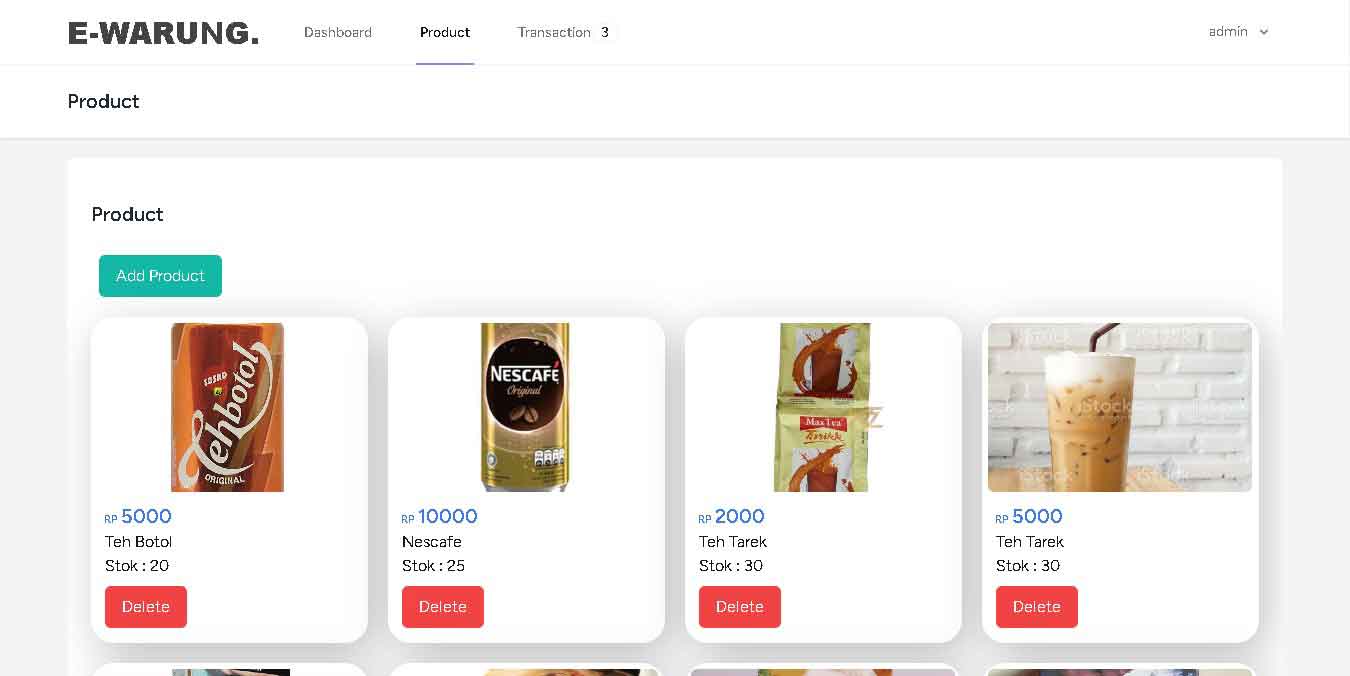 E-WARUNG.
Dashboard
Product
Transaction 3
admin
Product
Product
Add Product
SOSRO
Tehbotol
ORIGINAL
NESCAFÉ
Original
Max Tea
Tarikk
iStock
RP 5000
Teh Botol
Stok : 20
Delete
RP 10000
Nescafe
Stok : 25
Delete
RP 2000
Teh Tarek
Stok : 30
Delete
RP 5000
Teh Tarek
Stok : 30
Delete